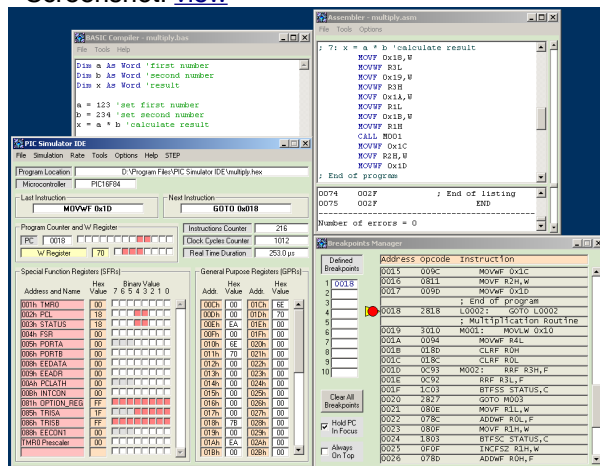 Screenshot: View
BASIC Compiler - multiply.bas
File Tools Help
Dim a As Word 'first number
Dim b As Word 'second number
Dim x As Word 'result
a = 123 'set first number
b = 234 'set second number
x = a * b 'calculate result
Assembler - multiply.asm
File Tools Options
; 7: x = a * b 'calculate result
MOVF 0x18,W
MOVWF R3L
MOVF 0x19,W
MOVWF R3H
MOVF 0x1A,W
MOVWF R1L
MOVF 0x1B,W
MOVWF R1H
CALL M001
MOVWF 0x1C
MOVF R2H,W
MOVWF 0x1D
; End of program
0074 002F ; End of listing
0075 002F END
Number of errors = 0
PIC Simulator IDE
File Simulation Rate Tools Options Help STEP
Program Location D:\Program Files\PIC Simulator IDE\multiply.hex
Microcontroller PIC16F84
Last Instruction Next Instruction
MOVWF 0x1D GOTO 0x018
Program Counter and W Register
PC 0018
W Register 70
Instructions Counter 216
Clock Cycles Counter 1012
Real Time Duration 253.0 µs
Special Function Registers (SFRs)
Address and Name Hex Value Binary Value 7 6 5 4 3 2 1 0
001h TMR0 00
002h PCL 18
003h STATUS 18
004h FSR 00
005h PORTA 00
006h PORTB 00
008h EEDATA 00
009h EEADR 00
00Ah PCLATH 00
00Bh INTCON 00
081h OPTION_REG FF
085h TRISA 1F
086h TRISB FF
088h EECON1 00
TMR0 Prescaler 00
General Purpose Registers (GPRs)
Addr. Hex Value Addr. Hex Value
00Ch 00 01Ch 6E
00Dh 00 01Dh 70
00Eh EA 01Eh 00
00Fh 00 01Fh 00
010h 6E 020h 00
011h 70 021h 00
012h 00 022h 00
013h 00 023h 00
014h 00 024h 00
015h 00 025h 00
016h 00 026h 00
017h 00 027h 00
018h 7B 028h 00
019h 00 029h 00
01Ah EA 02Ah 00
01Bh 00 02Bh 00
Breakpoints Manager
Defined Breakpoints
1 0018
2
3
4
5
6
7
8
9
10
Clear All Breakpoints
Hold PC In Focus
Always On Top
Address Opcode Instruction
0015 009C MOVWF 0x1C
0016 0811 MOVF R2H,W
0017 009D MOVWF 0x1D
; End of program
0018 2818 L0002: GOTO L0002
; Multiplication Routine
0019 3010 M001: MOVLW 0x10
001A 0094 MOVWF R4L
001B 018D CLRF R0H
001C 018C CLRF R0L
001D 0C93 M002: RRF R3H,F
001E 0C92 RRF R3L,F
001F 1C03 BTFSS STATUS,C
0020 2827 GOTO M003
0021 080E MOVF R1L,W
0022 078C ADDWF R0L,F
0023 080F MOVF R1H,W
0024 1803 BTFSC STATUS,C
0025 0F0F INCFSZ R1H,W
0026 078D ADDWF R0H,F